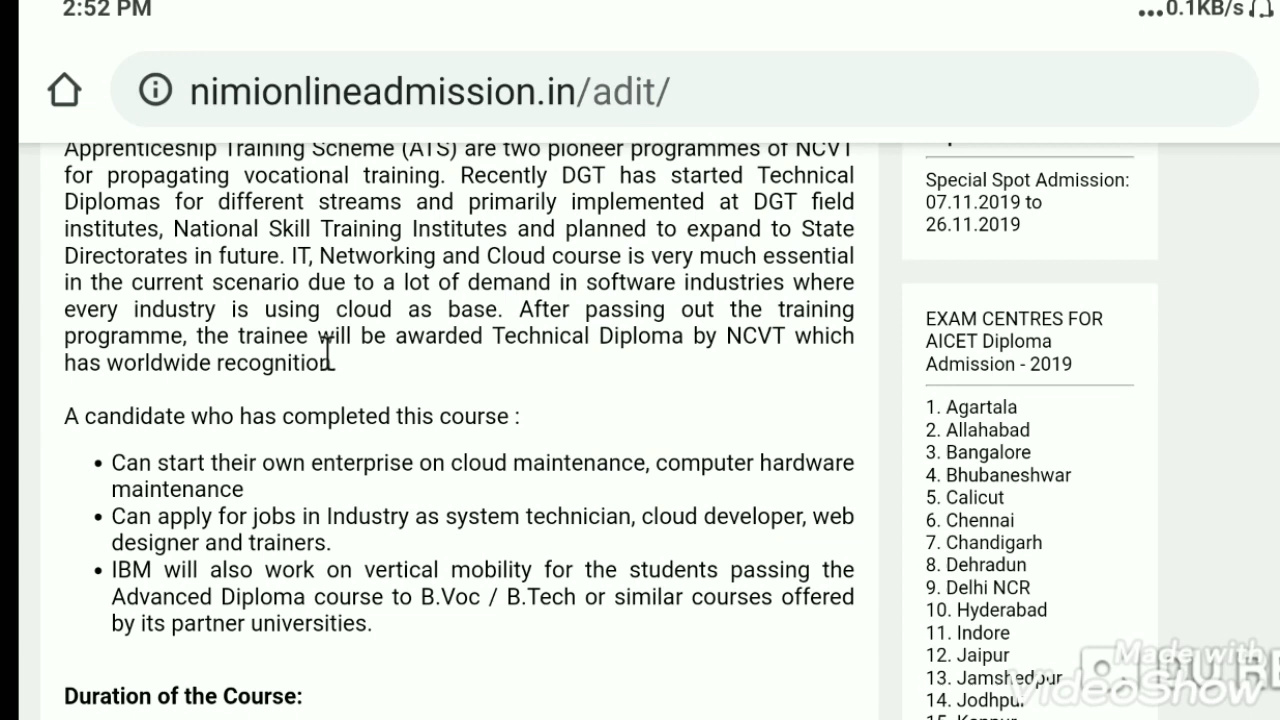 2:52 PM
...0.1KB/s
nimionlineadmission.in/adit/
Apprenticeship Training Scheme (ATS) are two pioneer programmes of NCVT
for propagating vocational training. Recently DGT has started Technical
Diplomas for different streams and primarily implemented at DGT field
institutes, National Skill Training Institutes and planned to expand to State
Directorates in future. IT, Networking and Cloud course is very much essential
in the current scenario due to a lot of demand in software industries where
every industry is using cloud as base. After passing out the training
programme, the trainee will be awarded Technical Diploma by NCVT which
has worldwide recognition.
A candidate who has completed this course :
• Can start their own enterprise on cloud maintenance, computer hardware
maintenance
• Can apply for jobs in Industry as system technician, cloud developer, web
designer and trainers.
• IBM will also work on vertical mobility for the students passing the
Advanced Diploma course to B.Voc / B.Tech or similar courses offered
by its partner universities.
Duration of the Course:
Special Spot Admission:
07.11.2019 to
26.11.2019
EXAM CENTRES FOR
AICET Diploma
Admission - 2019
1. Agartala
2. Allahabad
3. Bangalore
4. Bhubaneshwar
5. Calicut
6. Chennai
7. Chandigarh
8. Dehradun
9. Delhi NCR
10. Hyderabad
11. Indore
12. Jaipur
13. Jamshedpur
14. Jodhpur
Made with
VideoShow